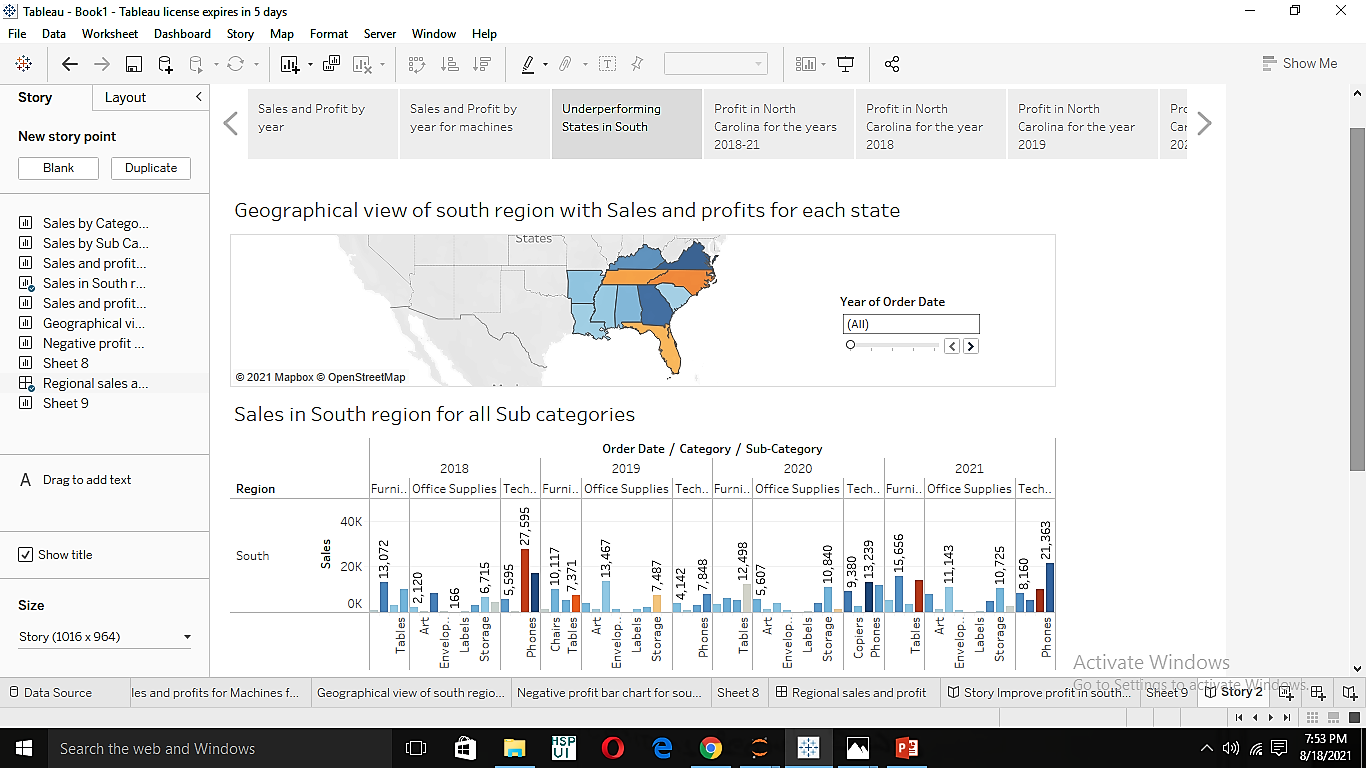 Tableau - Book1 - Tableau license expires in 5 days
File Data Worksheet Dashboard Story Map Format Server Window Help
Show Me
Story Layout
New story point
Blank Duplicate
Sales by Catego...
Sales by Sub Ca...
Sales and profit...
Sales in South r...
Sales and profit...
Geographical vi...
Negative profit ...
Sheet 8
Regional sales a...
Sheet 9
A Drag to add text
Show title
Size
Story (1016 x 964)
Sales and Profit by
year
Sales and Profit by
year for machines
Underperforming
States in South
Profit in North
Carolina for the years
2018-21
Profit in North
Carolina for the year
2018
Profit in North
Carolina for the year
2019
Geographical view of south region with Sales and profits for each state
States
© 2021 Mapbox © OpenStreetMap
Year of Order Date
(All)
Sales in South region for all Sub categories
Order Date / Category / Sub-Category
2018 2019 2020 2021
Region Furni.. Office Supplies Tech.. Furni.. Office Supplies Tech.. Furni.. Office Supplies Tech.. Furni.. Office Supplies Tech..
South
Sales
40K
20K
0K
13,072 2,120 166 6,715 5,595 27,595 10,117 7,371 13,467 7,487 4,142 7,848 12,498 5,607 10,840 9,380 13,239 15,656 11,143 10,725 8,160 21,363
Tables Art Envelop.. Labels Storage Phones Chairs Tables Art Envelop.. Labels Storage Phones Tables Art Envelop.. Labels Storage Copiers Phones Tables Art Envelop.. Labels Storage Phones
Activate Windows
Go to Settings to activate Windows.
Data Source les and profits for Machines f... Geographical view of south regio... Negative profit bar chart for sou... Sheet 8 Regional sales and profit Story Improve profit in south... Sheet 9 Story 2
Search the web and Windows
HSP
UI
7:53 PM
8/18/2021